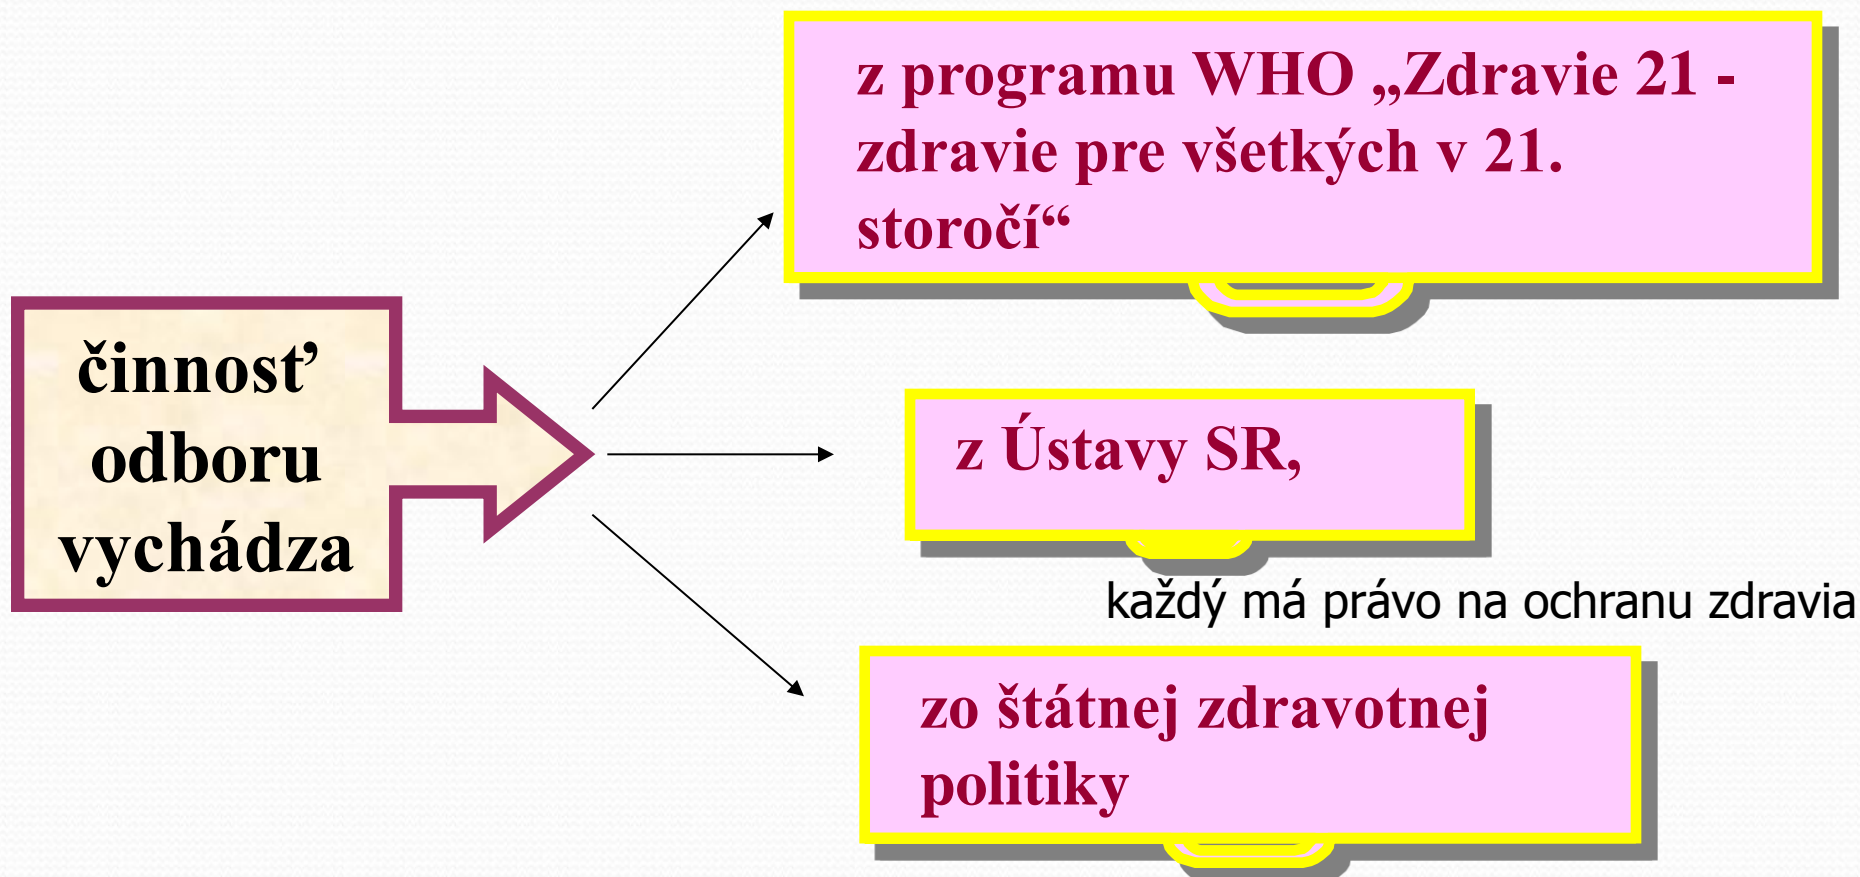 činnosť
odboru
vychádza
z programu WHO „Zdravie 21 -
zdravie pre všetkých v 21.
storočí“
z Ústavy SR,
každý má právo na ochranu zdravia
zo štátnej zdravotnej
politiky